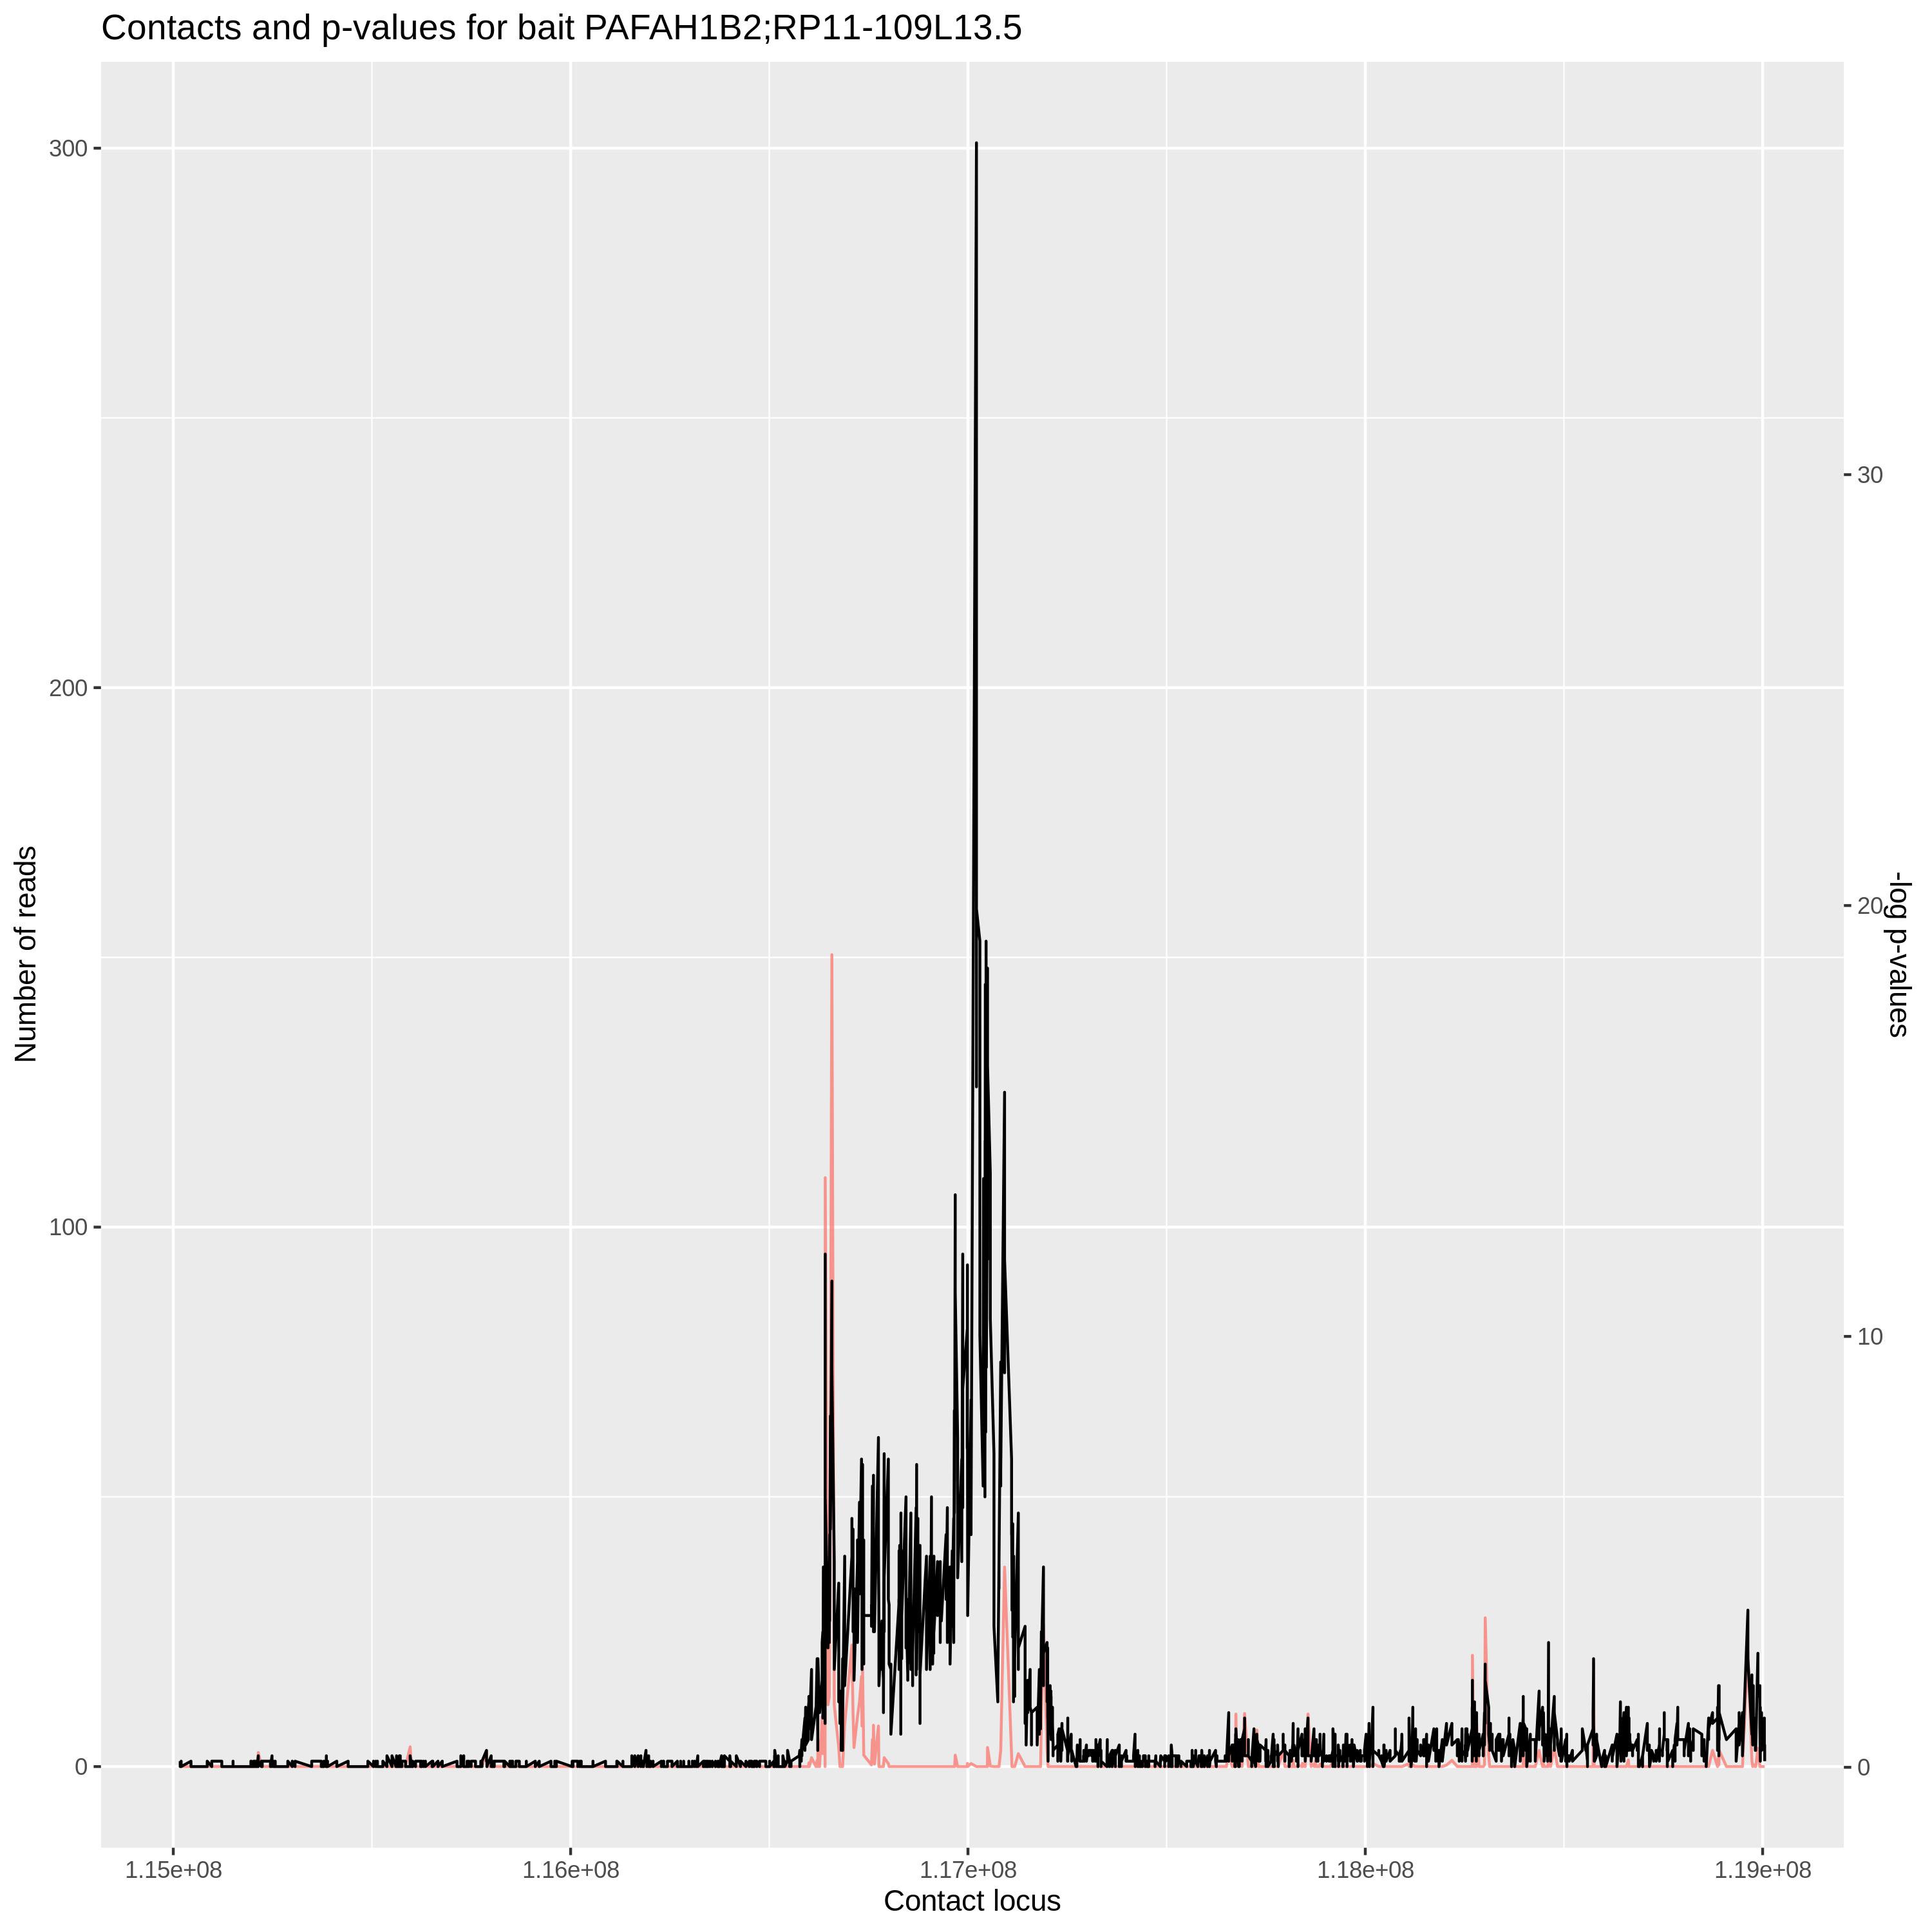 Contacts and p-values for bait PAFAH1B2;RP11-109L13.5
300
200
100
0
Number of reads
30
20
10
0
-log p-values
1.15e+08
1.16e+08
1.17e+08
1.18e+08
1.19e+08
Contact locus